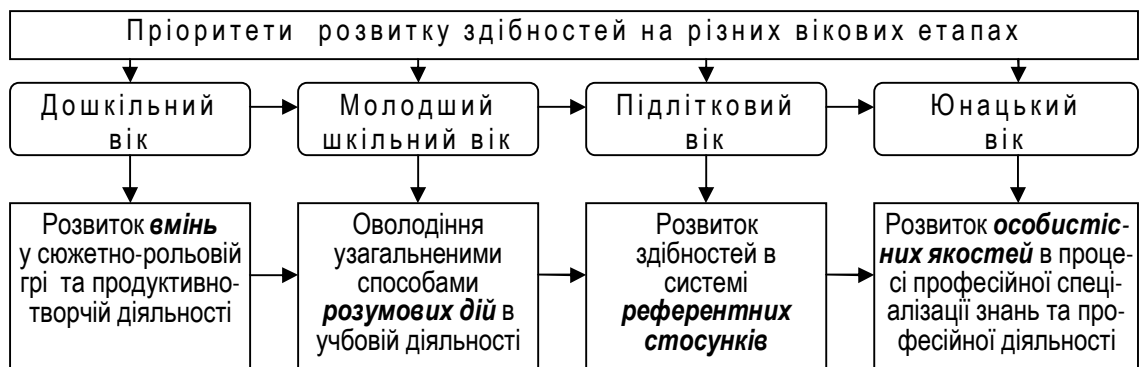 Пріоритети розвитку здібностей на різних вікових етапах
Дошкільний
вік
Молодший
шкільний вік
Підлітковий
вік
Юнацький
вік
Розвиток вмінь
у сюжетно-рольовій
грі та продуктивно-
творчій діяльності
Оволодіння
узагальненими
способами
розумових дій в
учбовій діяльності
Розвиток
здібностей в
системі
референтних
стосунків
Розвиток особистіс-
них якостей в проце-
сі професійної спеці-
алізації знань та про-
фесійної діяльності